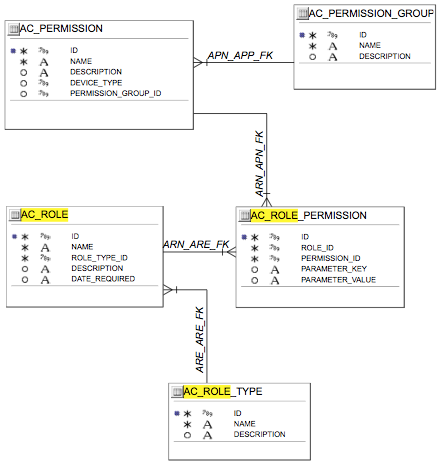 AC_PERMISSION
ID
NAME
DESCRIPTION
DEVICE_TYPE
PERMISSION_GROUP_ID
APN_APP_FK
AC_PERMISSION_GROUP
ID
NAME
DESCRIPTION
ARN_APN_FK
AC_ROLE
ID
NAME
ROLE_TYPE_ID
DESCRIPTION
DATE_REQUIRED
ARN_ARE_FK
AC_ROLE_PERMISSION
ID
ROLE_ID
PERMISSION_ID
PARAMETER_KEY
PARAMETER_VALUE
ARE_ARE_FK
AC_ROLE_TYPE
ID
NAME
DESCRIPTION